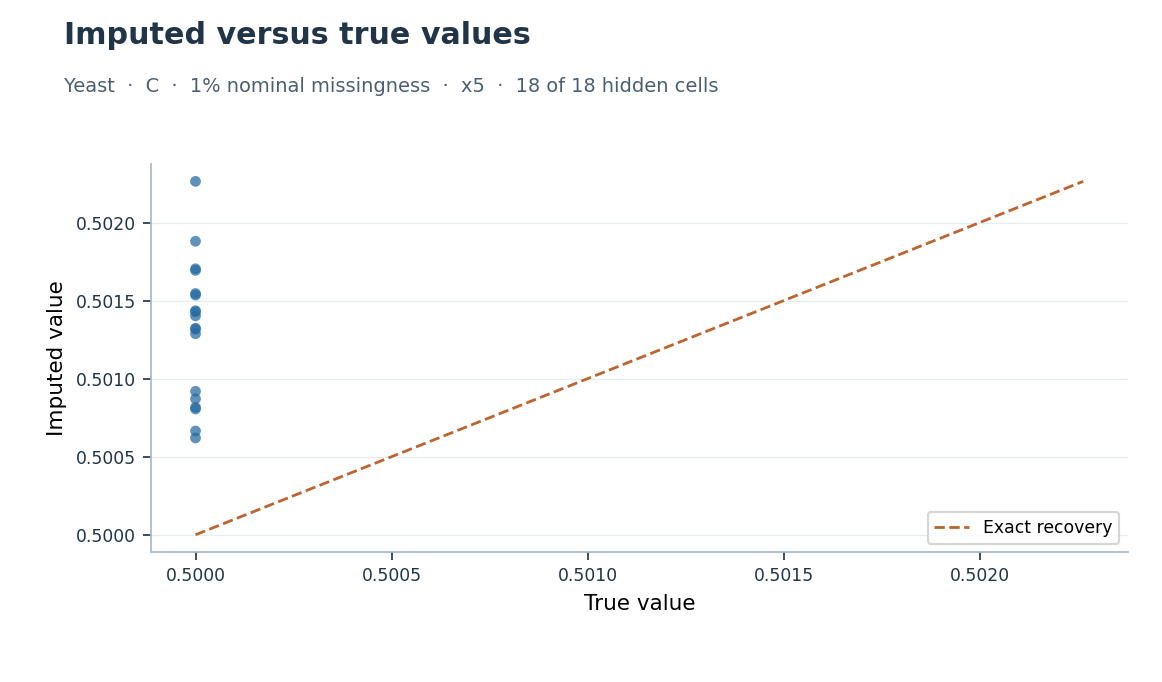 Imputed versus true values
Yeast · C · 1% nominal missingness · x5 · 18 of 18 hidden cells
Imputed value
0.5020
0.5015
0.5010
0.5005
0.5000
Exact recovery
0.5000 0.5005 0.5010 0.5015 0.5020
True value